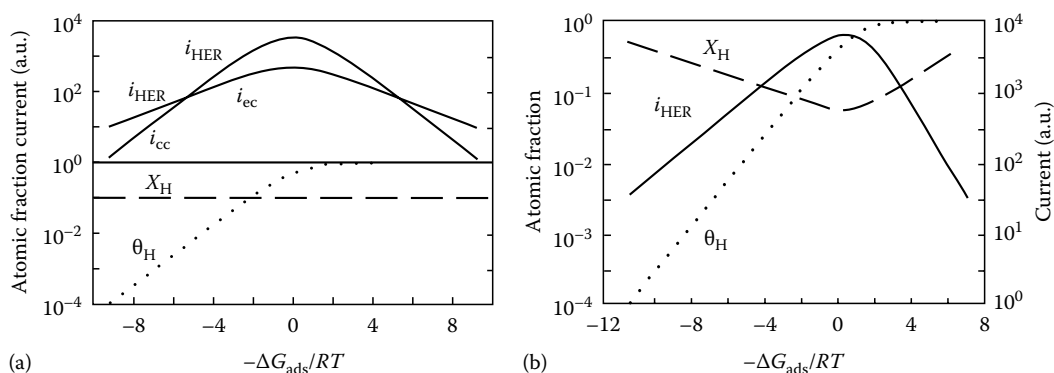 Atomic fraction current (a.u.)
10^4
10^2
10^0
10^−2
10^−4
i_HER
i_HER
i_ec
i_cc
X_H
θ_H
−8 −4 0 4 8
−ΔG_ads/RT
(a)
Atomic fraction
10^0
10^−1
10^−2
10^−3
10^−4
X_H
i_HER
θ_H
10^4
10^3
10^2
10^1
10^0
Current (a.u.)
−12 −8 −4 0 4 8
−ΔG_ads/RT
(b)